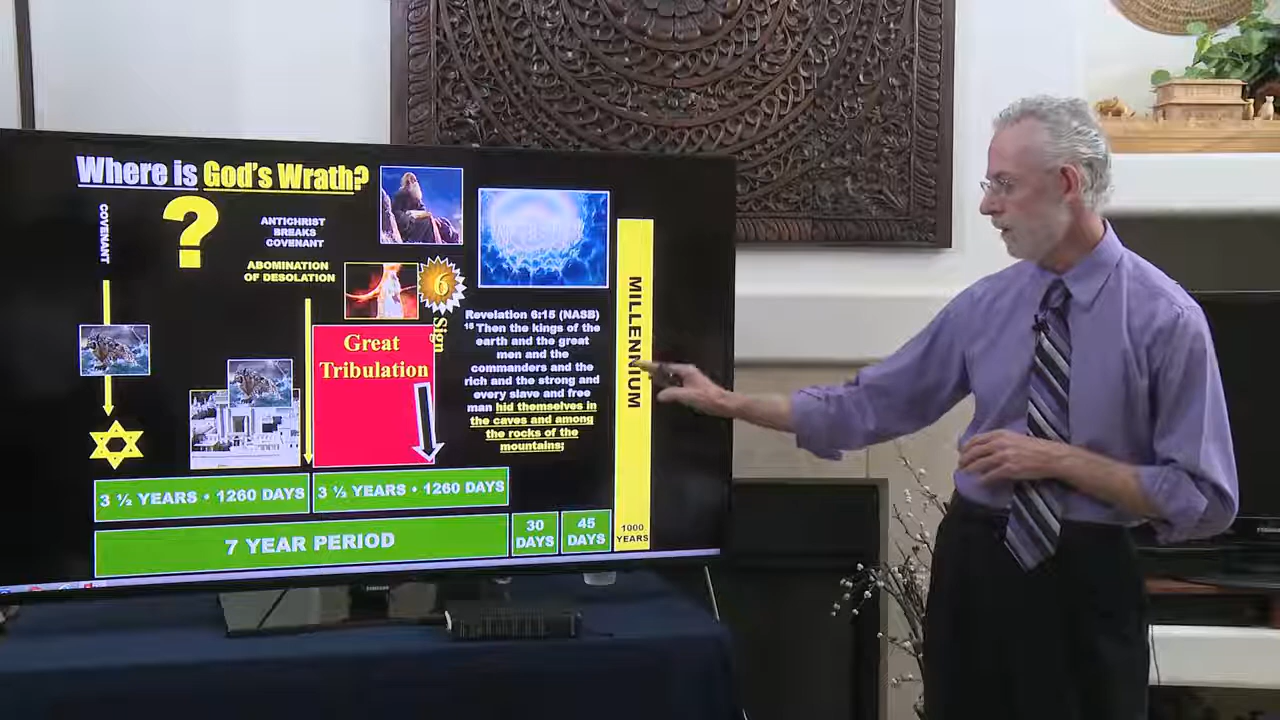 Where is God's Wrath?
COVENANT
?
ANTICHRIST
BREAKS
COVENANT
ABOMINATION
OF DESOLATION
6
Sign
Great
Tribulation
Revelation 6:15 (NASB)
15 Then the kings of the
earth and the great
men and the
commanders and the
rich and the strong and
every slave and free
man hid themselves in
the caves and among
the rocks of the
mountains;
MILLENNIUM
1000
YEARS
3 ½ YEARS • 1260 DAYS
3 ½ YEARS • 1260 DAYS
7 YEAR PERIOD
30
DAYS
45
DAYS